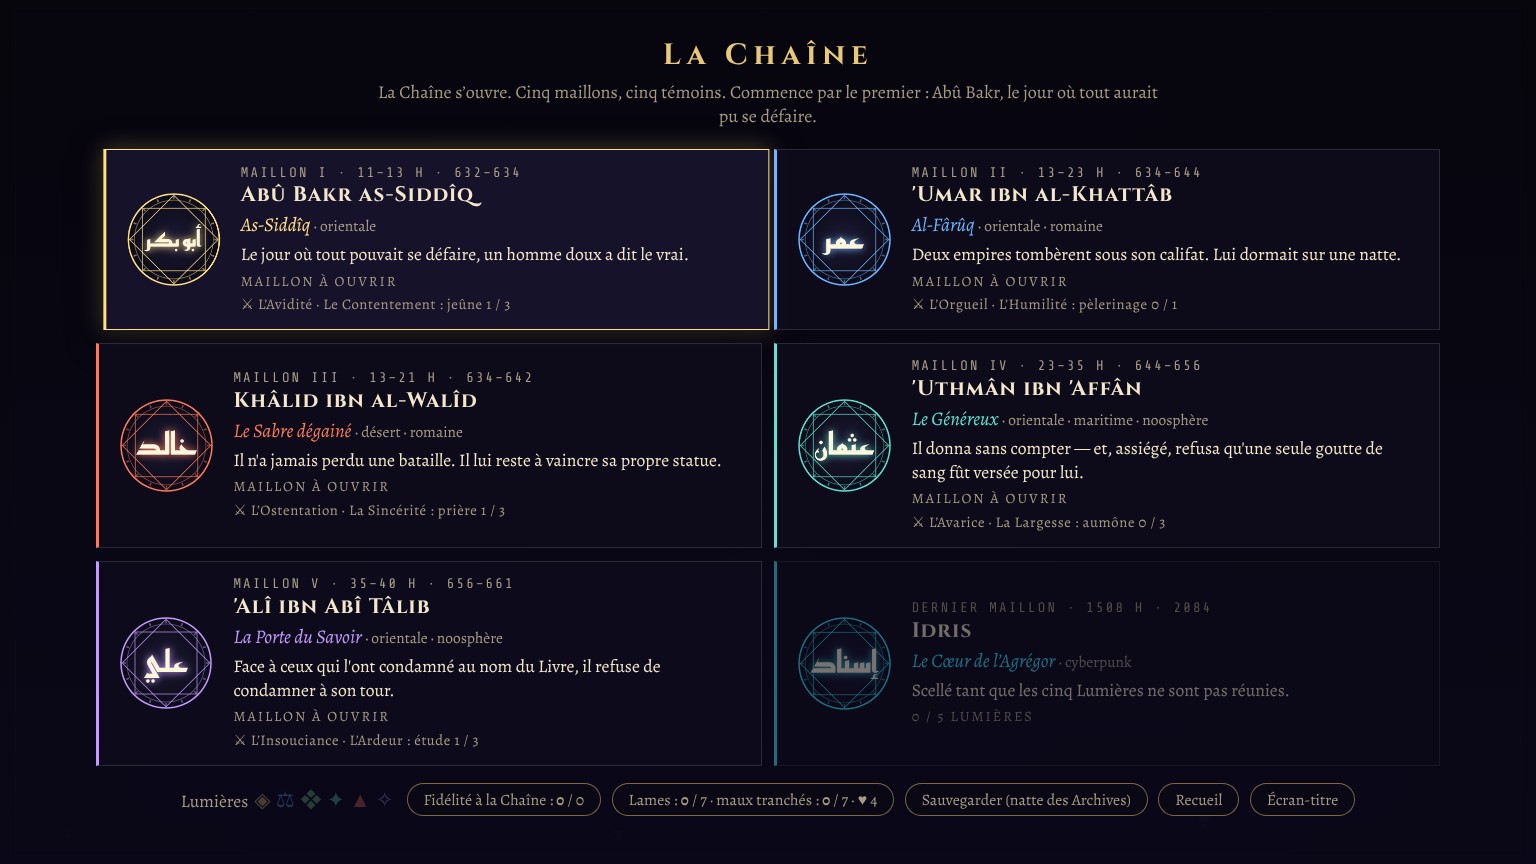 La Chaîne
La Chaîne s’ouvre. Cinq maillons, cinq témoins. Commence par le premier : Abû Bakr, le jour où tout aurait
pu se défaire.
MAILLON I · 11–13 H · 632–634
أبو بكر
Abû Bakr as-Siddîq
As-Siddîq · orientale
Le jour où tout pouvait se défaire, un homme doux a dit le vrai.
MAILLON À OUVRIR
⚔ L’Avidité · Le Contentement : jeûne 1 / 3
MAILLON II · 13–23 H · 634–644
عمر
ʿUmar ibn al-Khattâb
Al-Fârûq · orientale · romaine
Deux empires tombèrent sous son califat. Lui dormait sur une natte.
MAILLON À OUVRIR
⚔ L’Orgueil · L’Humilité : pèlerinage 0 / 1
MAILLON III · 13–21 H · 634–642
خالد
Khâlid ibn al-Walîd
Le Sabre dégainé · désert · romaine
Il n'a jamais perdu une bataille. Il lui reste à vaincre sa propre statue.
MAILLON À OUVRIR
⚔ L’Ostentation · La Sincérité : prière 1 / 3
MAILLON IV · 23–35 H · 644–656
عثمان
ʿUthmân ibn ʿAffân
Le Généreux · orientale · maritime · noosphère
Il donna sans compter — et, assiégé, refusa qu'une seule goutte de
sang fût versée pour lui.
MAILLON À OUVRIR
⚔ L’Avarice · La Largesse : aumône 0 / 3
MAILLON V · 35–40 H · 656–661
علي
ʿAlî ibn Abî Tâlib
La Porte du Savoir · orientale · noosphère
Face à ceux qui l'ont condamné au nom du Livre, il refuse de
condamner à son tour.
MAILLON À OUVRIR
⚔ L’Insouciance · L’Ardeur : étude 1 / 3
DERNIER MAILLON · 1508 H · 2084
إسناد
Idris
Le Cœur de l’Agrégor · cyberpunk
Scellé tant que les cinq Lumières ne sont pas réunies.
0 / 5 LUMIÈRES
Lumières ◈ ⚖ ❖ ✦ ▲ ✧
Fidélité à la Chaîne : 0 / 0
Lames : 0 / 7 · maux tranchés : 0 / 7 · ♥ 4
Sauvegarder (natte des Archives)
Recueil
Écran-titre